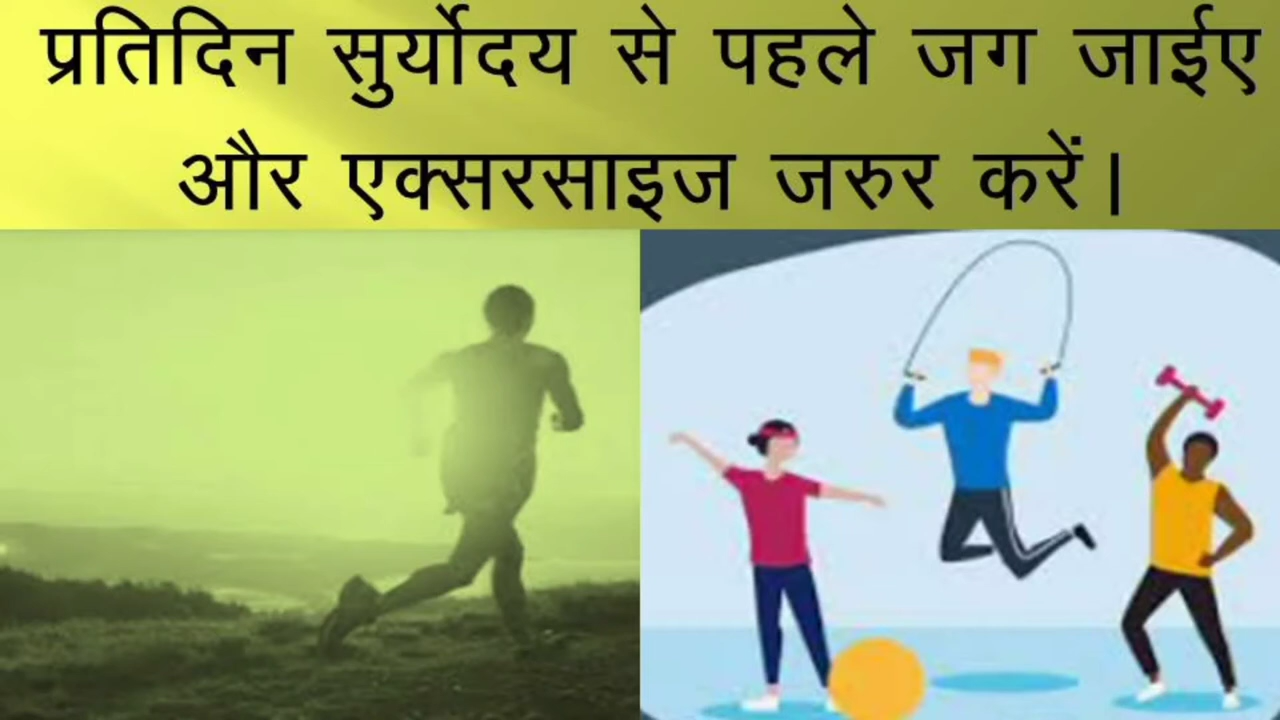 प्रतिदिन सुर्योदय से पहले जग जाईए
और एक्सरसाइज जरुर करें।